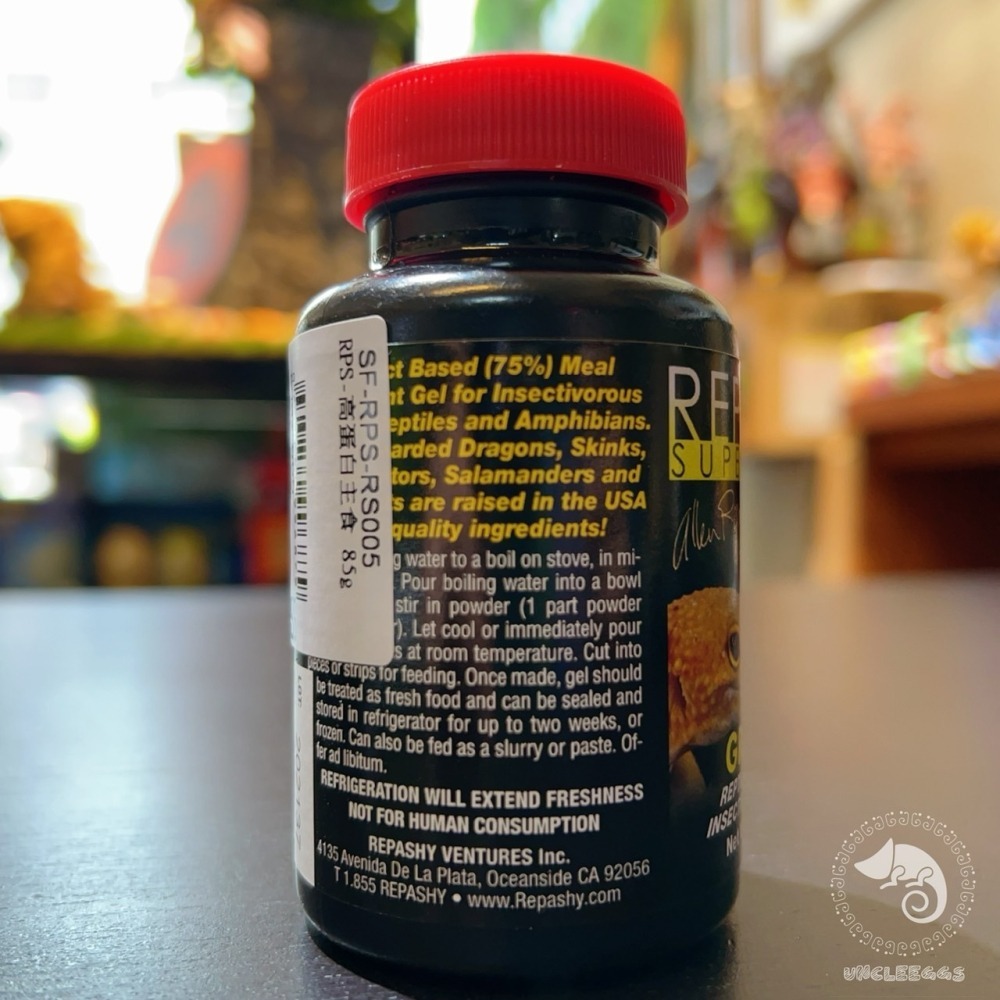 SF-RPS-RS005
RPS-高蛋白主食 85g
Based (75%) Meal
Gel for Insectivorous
eptiles and Amphibians.
arded Dragons, Skinks,
tors, Salamanders and
s are raised in the USA
quality ingredients!
g water to a boil on stove, in mi-
Pour boiling water into a bowl
stir in powder (1 part powder
Let cool or immediately pour
s at room temperature. Cut into
pieces or strips for feeding. Once made, gel should
be treated as fresh food and can be sealed and
stored in refrigerator for up to two weeks, or
frozen. Can also be fed as a slurry or paste. Of-
fer ad libitum.
REFRIGERATION WILL EXTEND FRESHNESS
NOT FOR HUMAN CONSUMPTION
REPASHY VENTURES Inc.
4135 Avenida De La Plata, Oceanside CA 92056
T 1.855 REPASHY • www.Repashy.com
REP
SUPE
Allen
G
REP
INSEC
Net
UNCLEEGGS